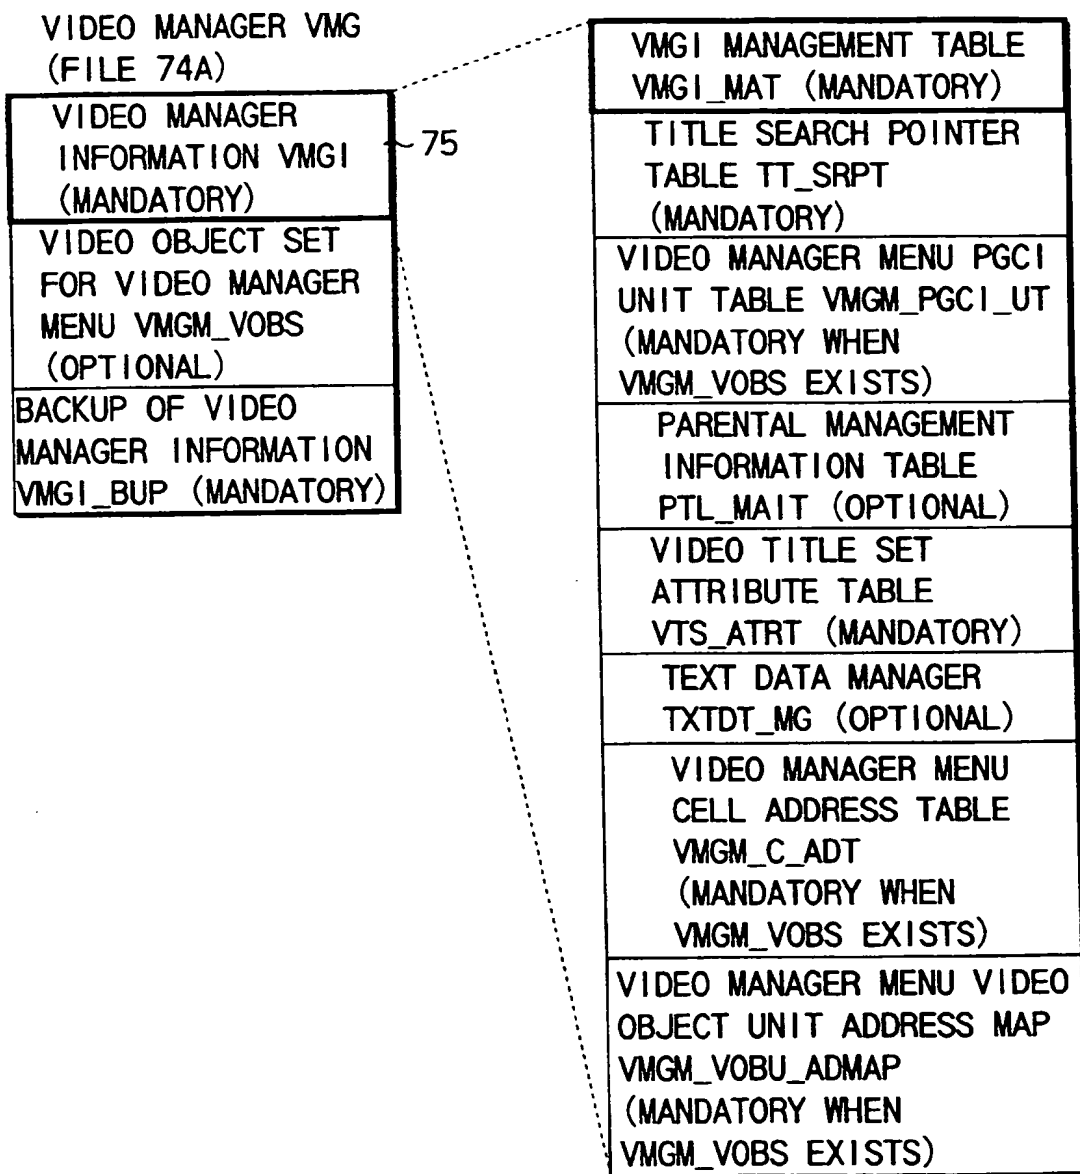 VIDEO MANAGER VMG
(FILE 74A)
VIDEO MANAGER
INFORMATION VMGI
(MANDATORY)
75
VIDEO OBJECT SET
FOR VIDEO MANAGER
MENU VMGM_VOBS
(OPTIONAL)
BACKUP OF VIDEO
MANAGER INFORMATION
VMGI_BUP (MANDATORY)
VMGI MANAGEMENT TABLE
VMGI_MAT (MANDATORY)
TITLE SEARCH POINTER
TABLE TT_SRPT
(MANDATORY)
VIDEO MANAGER MENU PGCI
UNIT TABLE VMGM_PGCI_UT
(MANDATORY WHEN
VMGM_VOBS EXISTS)
PARENTAL MANAGEMENT
INFORMATION TABLE
PTL_MAIT (OPTIONAL)
VIDEO TITLE SET
ATTRIBUTE TABLE
VTS_ATRT (MANDATORY)
TEXT DATA MANAGER
TXTDT_MG (OPTIONAL)
VIDEO MANAGER MENU
CELL ADDRESS TABLE
VMGM_C_ADT
(MANDATORY WHEN
VMGM_VOBS EXISTS)
VIDEO MANAGER MENU VIDEO
OBJECT UNIT ADDRESS MAP
VMGM_VOBU_ADMAP
(MANDATORY WHEN
VMGM_VOBS EXISTS)